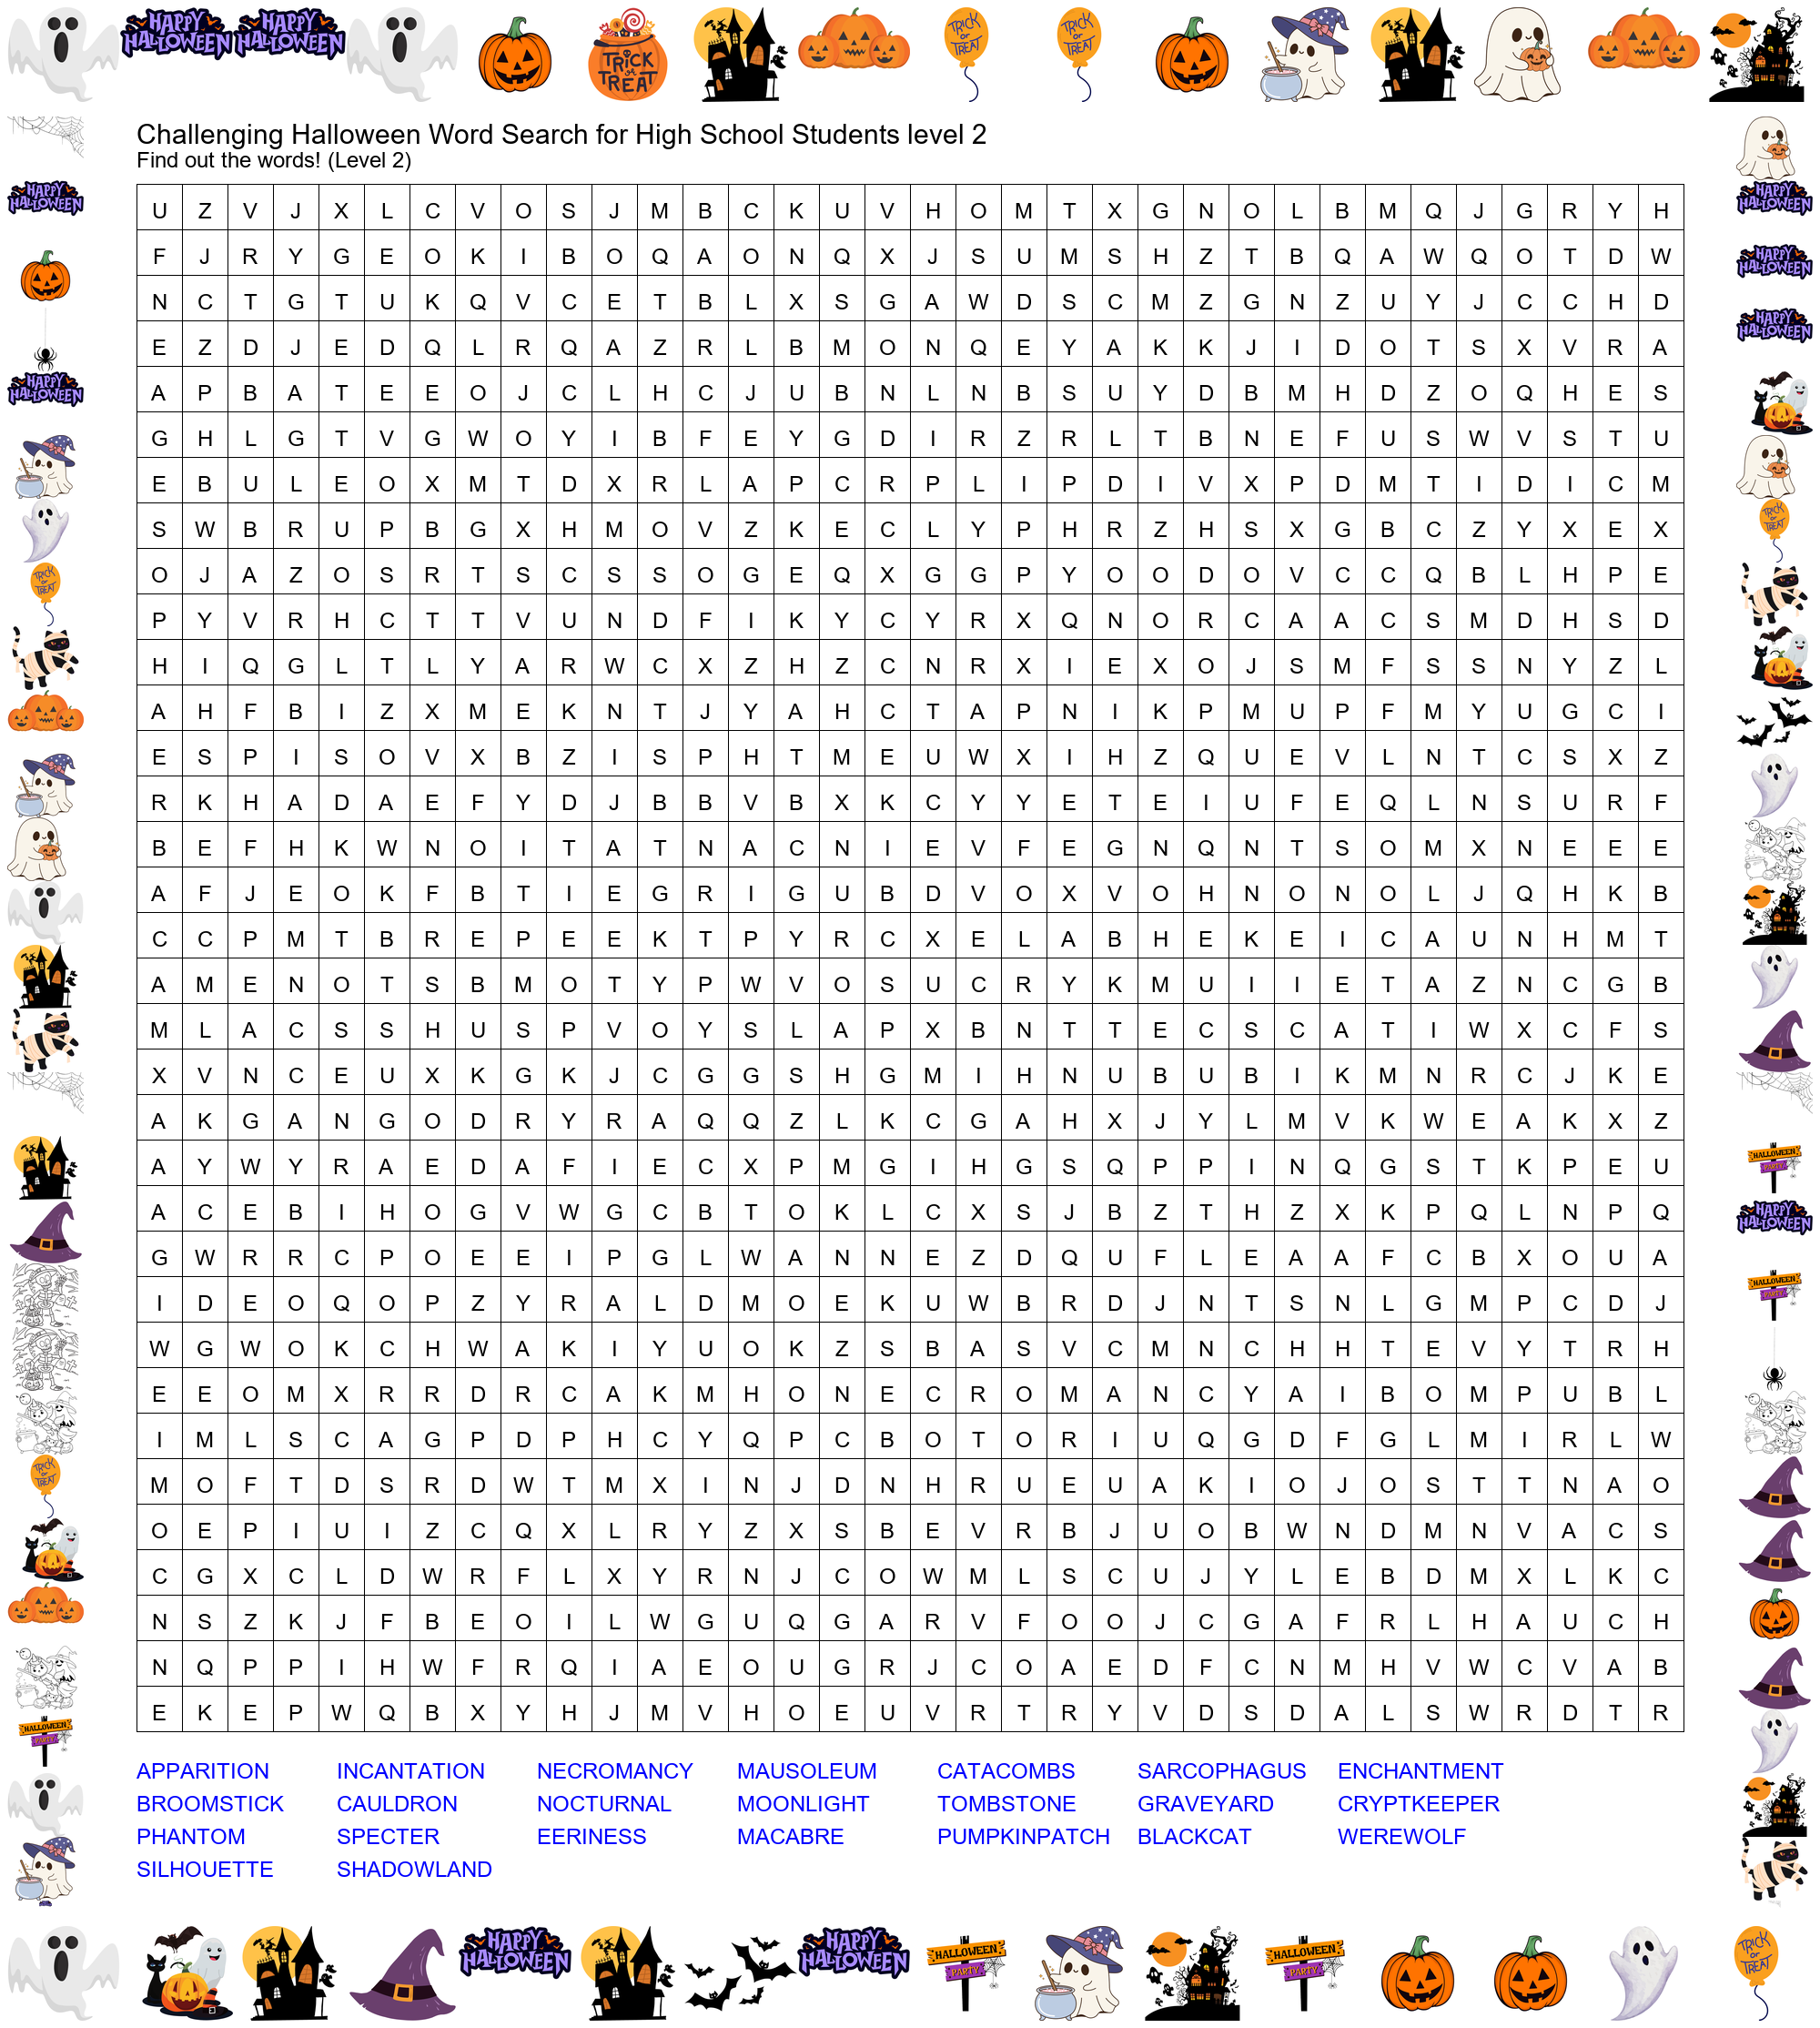 HAPPY HALLOWEEN HAPPY HALLOWEEN TRICK or TREAT TRICK or TREAT TRICK or TREAT
Challenging Halloween Word Search for High School Students level 2
Find out the words! (Level 2)
U Z V J X L C V O S J M B C K U V H O M T X G N O L B M Q J G R Y H
F J R Y G E O K I B O Q A O N Q X J S U M S H Z T B Q A W Q O T D W
N C T G T U K Q V C E T B L X S G A W D S C M Z G N Z U Y J C C H D
E Z D J E D Q L R Q A Z R L B M O N Q E Y A K K J I D O T S X V R A
A P B A T E E O J C L H C J U B N L N B S U Y D B M H D Z O Q H E S
G H L G T V G W O Y I B F E Y G D I R Z R L T B N E F U S W V S T U
E B U L E O X M T D X R L A P C R P L I P D I V X P D M T I D I C M
S W B R U P B G X H M O V Z K E C L Y P H R Z H S X G B C Z Y X E X
O J A Z O S R T S C S S O G E Q X G G P Y O O D O V C C Q B L H P E
P Y V R H C T T V U N D F I K Y C Y R X Q N O R C A A C S M D H S D
H I Q G L T L Y A R W C X Z H Z C N R X I E X O J S M F S S N Y Z L
A H F B I Z X M E K N T J Y A H C T A P N I K P M U P F M Y U G C I
E S P I S O V X B Z I S P H T M E U W X I H Z Q U E V L N T C S X Z
R K H A D A E F Y D J B B V B X K C Y Y E T E I U F E Q L N S U R F
B E F H K W N O I T A T N A C N I E V F E G N Q N T S O M X N E E E
A F J E O K F B T I E G R I G U B D V O X V O H N O N O L J Q H K B
C C P M T B R E P E E K T P Y R C X E L A B H E K E I C A U N H M T
A M E N O T S B M O T Y P W V O S U C R Y K M U I I E T A Z N C G B
M L A C S S H U S P V O Y S L A P X B N T T E C S C A T I W X C F S
X V N C E U X K G K J C G G S H G M I H N U B U B I K M N R C J K E
A K G A N G O D R Y R A Q Q Z L K C G A H X J Y L M V K W E A K X Z
A Y W Y R A E D A F I E C X P M G I H G S Q P P I N Q G S T K P E U
A C E B I H O G V W G C B T O K L C X S J B Z T H Z X K P Q L N P Q
G W R R C P O E E I P G L W A N N E Z D Q U F L E A A F C B X O U A
I D E O Q O P Z Y R A L D M O E K U W B R D J N T S N L G M P C D J
W G W O K C H W A K I Y U O K Z S B A S V C M N C H H T E V Y T R H
E E O M X R R D R C A K M H O N E C R O M A N C Y A I B O M P U B L
I M L S C A G P D P H C Y Q P C B O T O R I U Q G D F G L M I R L W
M O F T D S R D W T M X I N J D N H R U E U A K I O J O S T T N A O
O E P I U I Z C Q X L R Y Z X S B E V R B J U O B W N D M N V A C S
C G X C L D W R F L X Y R N J C O W M L S C U J Y L E B D M X L K C
N S Z K J F B E O I L W G U Q G A R V F O O J C G A F R L H A U C H
N Q P P I H W F R Q I A E O U G R J C O A E D F C N M H V W C V A B
E K E P W Q B X Y H J M V H O E U V R T R Y V D S D A L S W R D T R
APPARITION INCANTATION NECROMANCY MAUSOLEUM CATACOMBS SARCOPHAGUS ENCHANTMENT
BROOMSTICK CAULDRON NOCTURNAL MOONLIGHT TOMBSTONE GRAVEYARD CRYPTKEEPER
PHANTOM SPECTER EERINESS MACABRE PUMPKINPATCH BLACKCAT WEREWOLF
SILHOUETTE SHADOWLAND
HAPPY HALLOWEEN HAPPY HALLOWEEN HALLOWEEN PARTY HALLOWEEN PARTY TRICK or TREAT